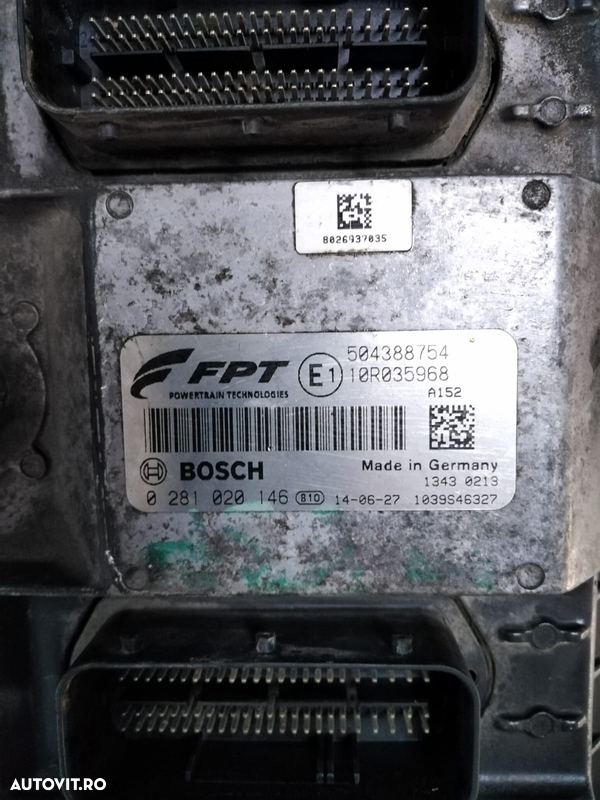 8026937035
FPT
POWERTRAIN TECHNOLOGIES
E1
504388754
10R035968
A152
BOSCH
Made in Germany
1343 0213
0 281 020 146 810 14-06-27 1039S46327
AUTOVIT.RO